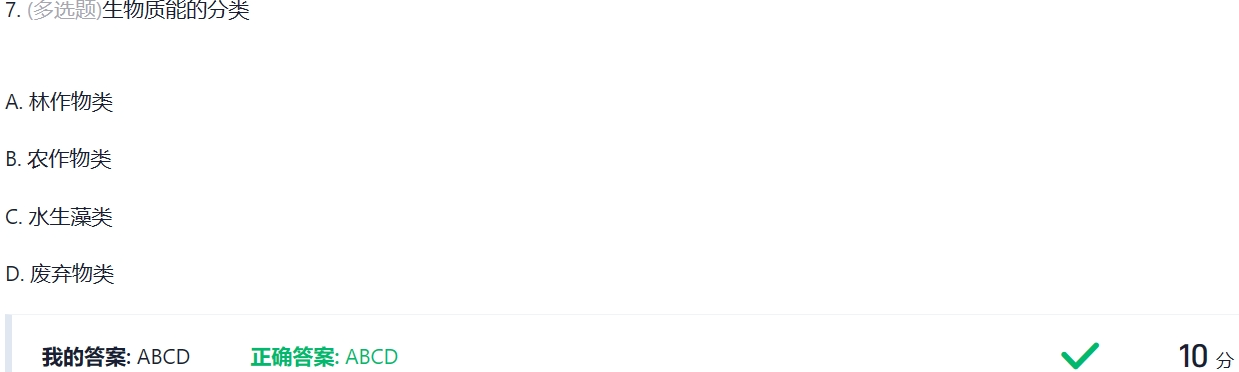 7. (多选题)生物质能的分类
A. 林作物类
B. 农作物类
C. 水生藻类
D. 废弃物类
我的答案: ABCD 正确答案: ABCD 10 分